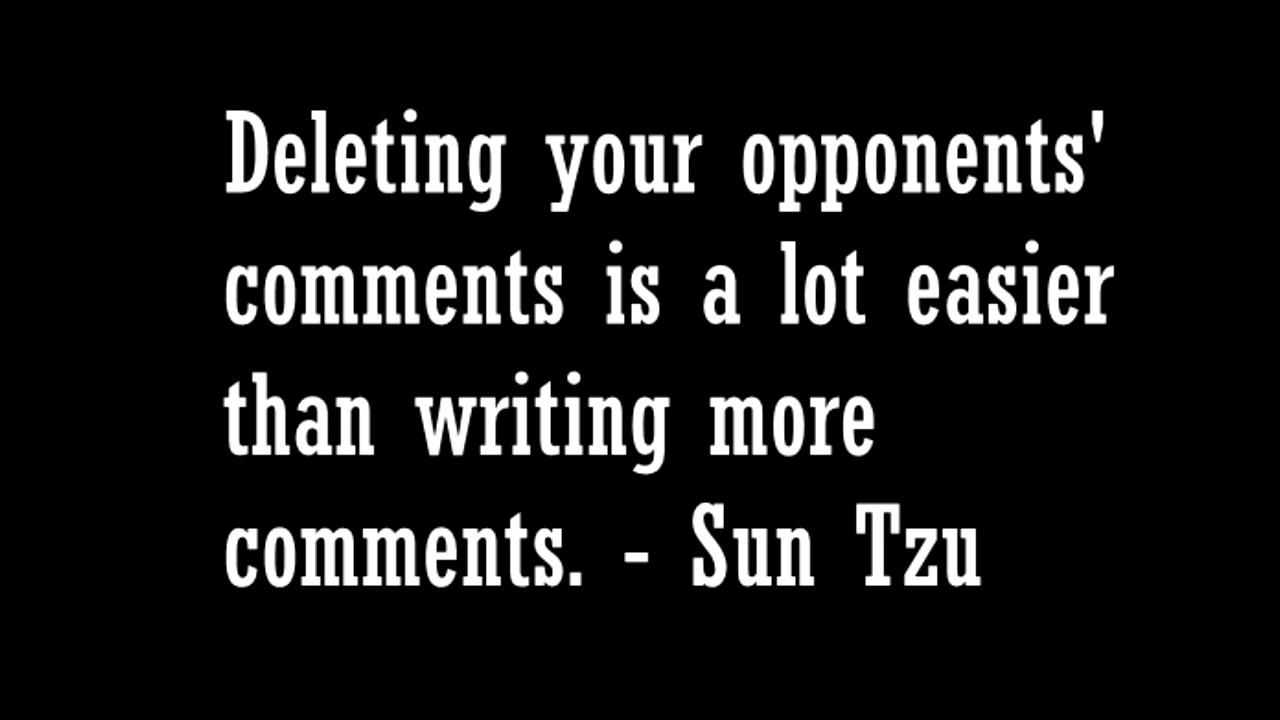 Deleting your opponents'
comments is a lot easier
than writing more
comments. - Sun Tzu